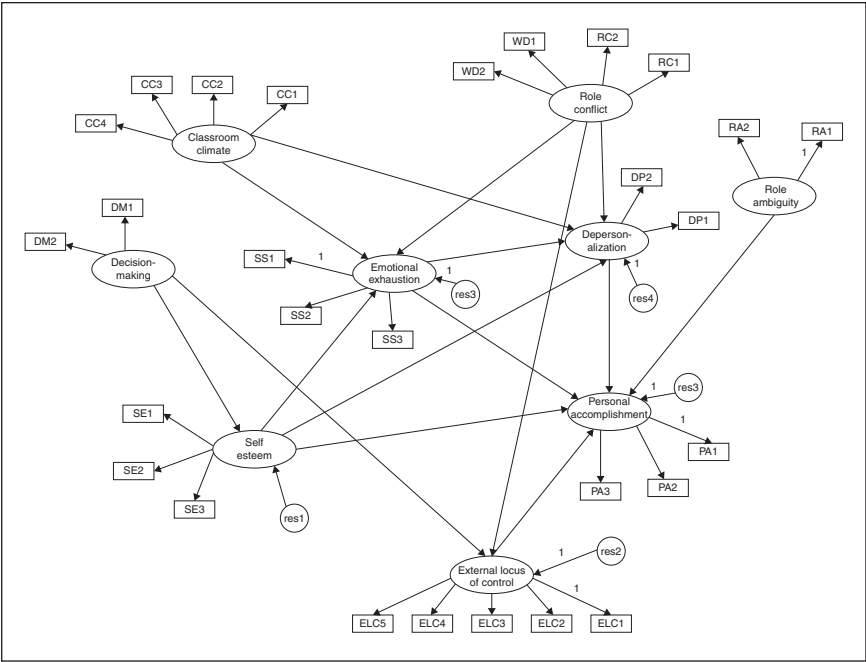 WD1
RC2
WD2
RC1
Role
conflict
CC3
CC2
CC1
CC4
Classroom
climate
RA2
RA1
1
Role
ambiguity
DP2
DP1
Deperson-
alization
1
res4
DM1
DM2
Decision-
making
SS1
1
Emotional
exhaustion
1
res3
SS2
SS3
1
res3
Personal
accomplishment
1
PA1
PA2
PA3
SE1
SE2
SE3
Self
esteem
res1
1
res2
External locus
of control
1
ELC5
ELC4
ELC3
ELC2
ELC1